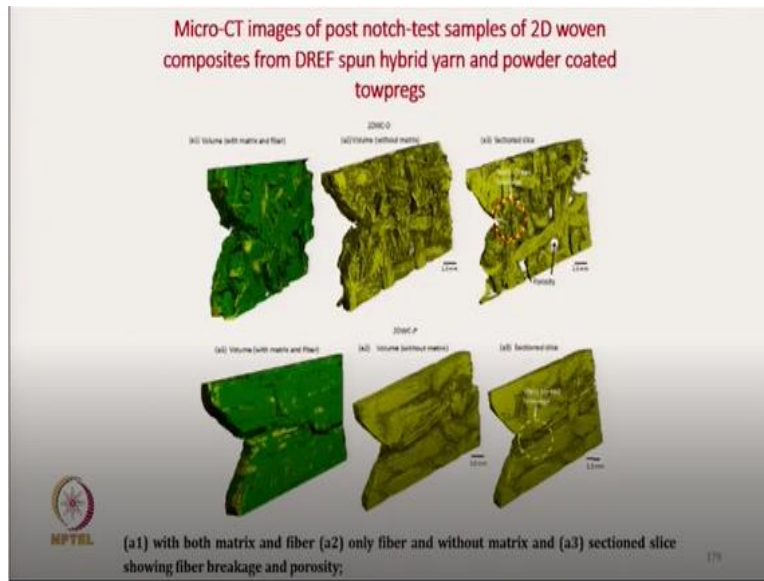 Micro-CT images of post notch-test samples of 2D woven
composites from DREF spun hybrid yarn and powder coated
towpregs
2DWC-D
(a1) Volume (with matrix and fiber)
(a2) Volume (without matrix)
(a3) Sectioned slice
Porosity
2DWC-P
(a1) Volume (with matrix and fiber)
(a2) Volume (without matrix)
(a3) Sectioned slice
NPTEL
(a1) with both matrix and fiber (a2) only fiber and without matrix and (a3) sectioned slice
showing fiber breakage and porosity;
179